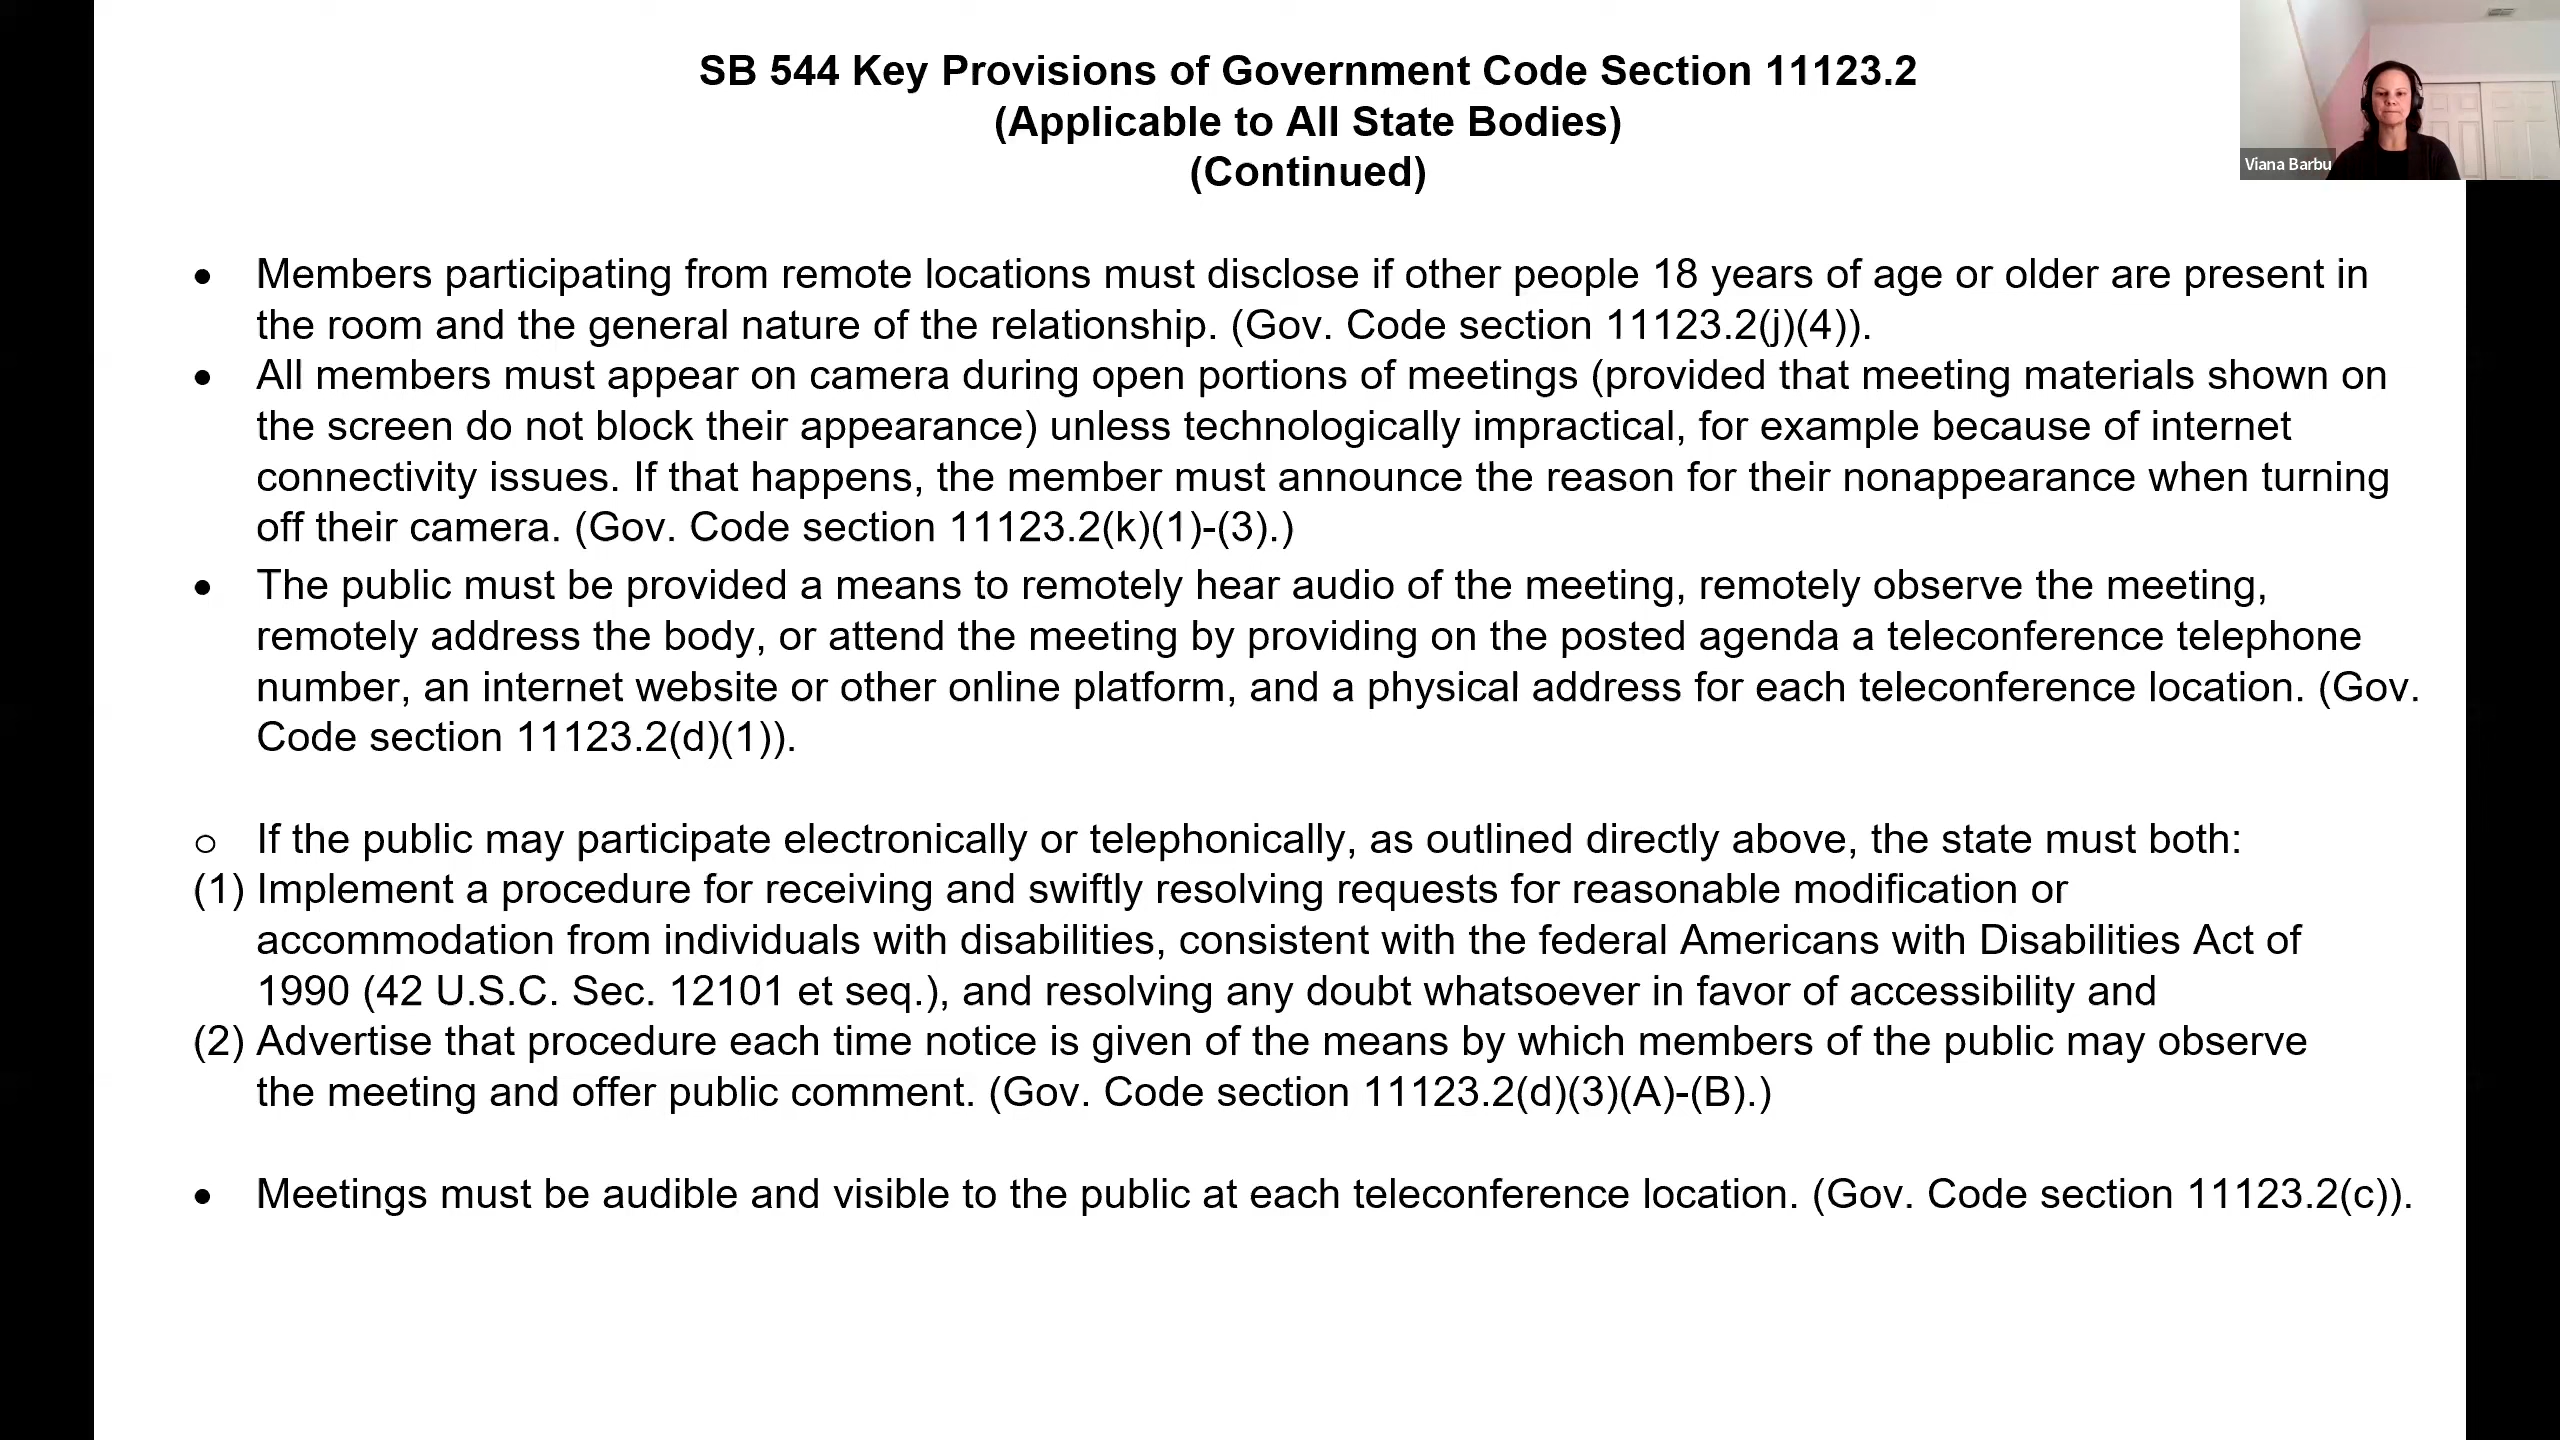 SB 544 Key Provisions of Government Code Section 11123.2
(Applicable to All State Bodies)
(Continued)
Viana Barbu
• Members participating from remote locations must disclose if other people 18 years of age or older are present in
the room and the general nature of the relationship. (Gov. Code section 11123.2(j)(4)).
• All members must appear on camera during open portions of meetings (provided that meeting materials shown on
the screen do not block their appearance) unless technologically impractical, for example because of internet
connectivity issues. If that happens, the member must announce the reason for their nonappearance when turning
off their camera. (Gov. Code section 11123.2(k)(1)-(3).)
• The public must be provided a means to remotely hear audio of the meeting, remotely observe the meeting,
remotely address the body, or attend the meeting by providing on the posted agenda a teleconference telephone
number, an internet website or other online platform, and a physical address for each teleconference location. (Gov.
Code section 11123.2(d)(1)).
o If the public may participate electronically or telephonically, as outlined directly above, the state must both:
(1) Implement a procedure for receiving and swiftly resolving requests for reasonable modification or
accommodation from individuals with disabilities, consistent with the federal Americans with Disabilities Act of
1990 (42 U.S.C. Sec. 12101 et seq.), and resolving any doubt whatsoever in favor of accessibility and
(2) Advertise that procedure each time notice is given of the means by which members of the public may observe
the meeting and offer public comment. (Gov. Code section 11123.2(d)(3)(A)-(B).)
• Meetings must be audible and visible to the public at each teleconference location. (Gov. Code section 11123.2(c)).